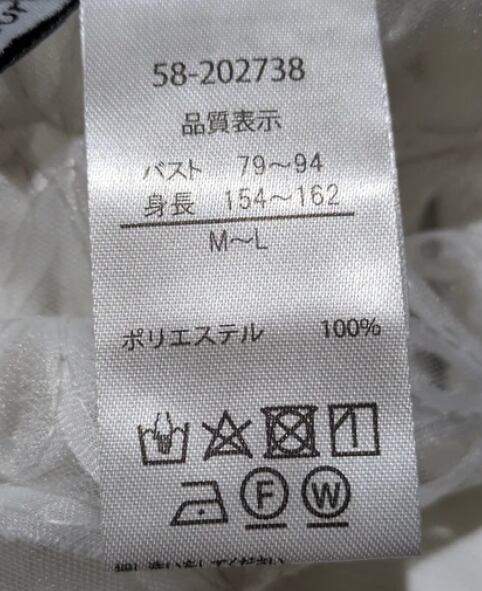 58-202738
品質表示
バスト 79~94
身長 154~162
M~L
ポリエステル 100%
F W